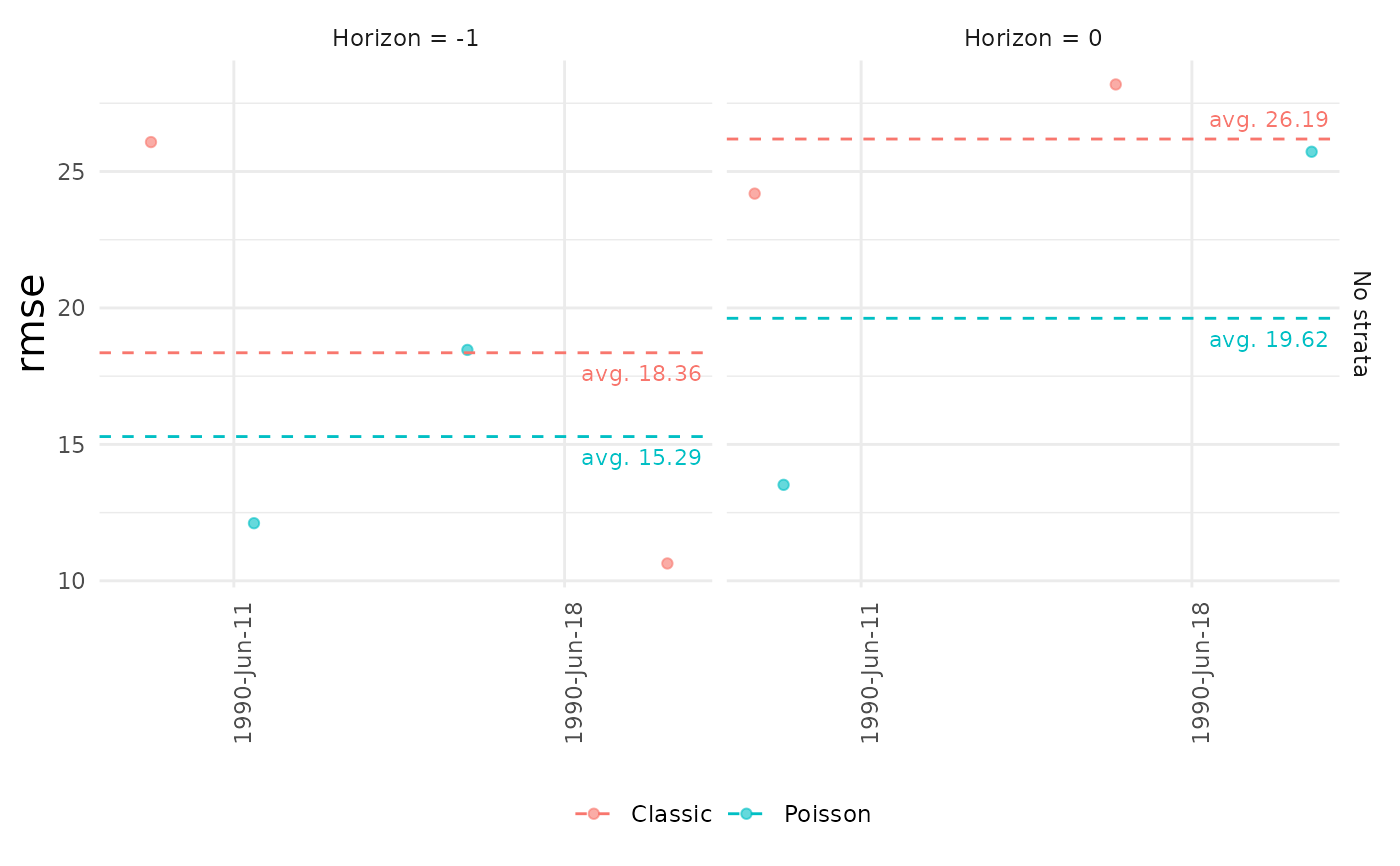 Horizon = -1
Horizon = 0
rmse
25
20
15
10
avg. 18.36
avg. 15.29
avg. 26.19
avg. 19.62
No strata
1990-Jun-11
1990-Jun-18
1990-Jun-11
1990-Jun-18
Classic
Poisson